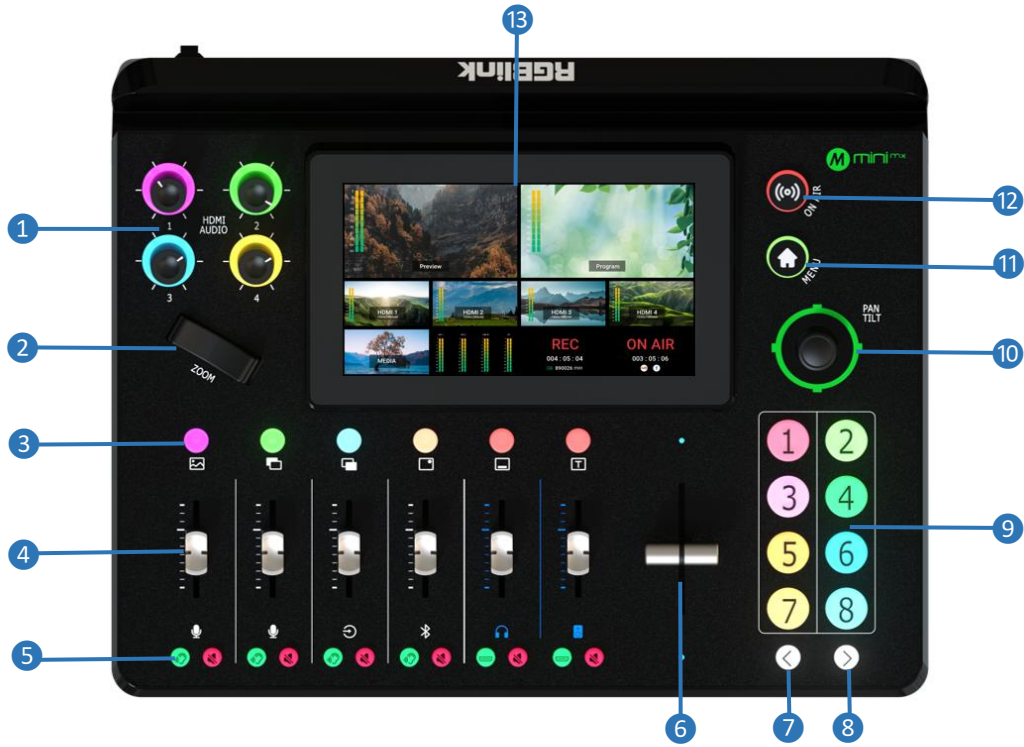 13
RGBlink
M mini mx
1
2
HDMI
AUDIO
3
4
1
ON AIR
12
MENU
11
2
ZOOM
PAN
TILT
10
Preview
Program
HDMI 1
HDMI 2
HDMI 3
HDMI 4
MEDIA
REC
004 : 05 : 04
890026 min
ON AIR
003 : 05 : 06
3
T
1
2
3
4
5
6
7
8
9
4
5
6
7
8